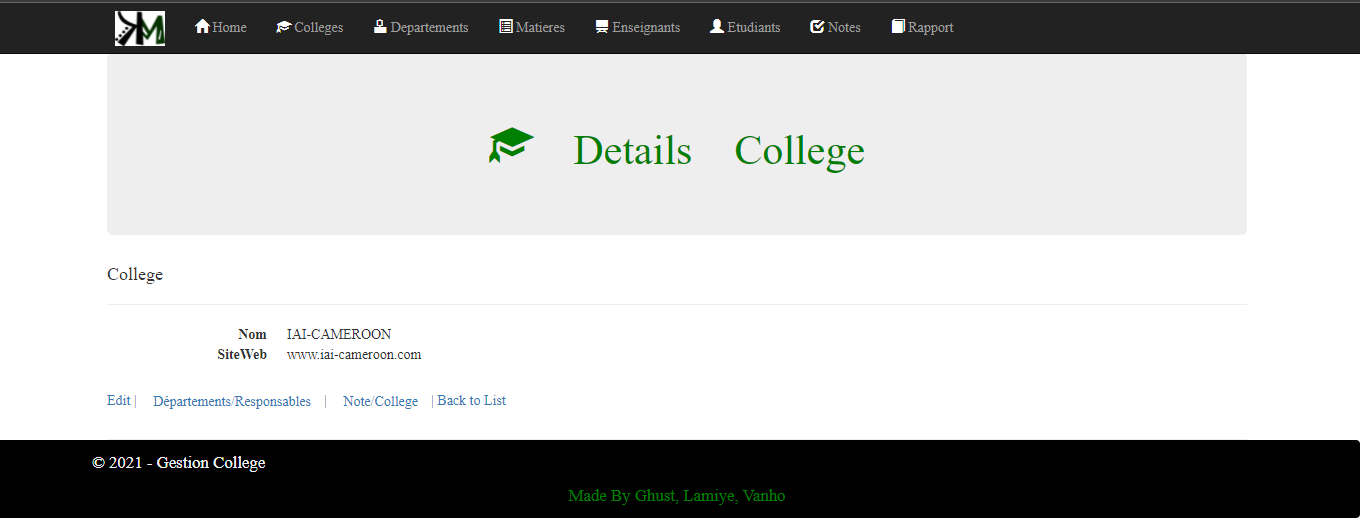 KM Home Colleges Departements Matieres Enseignants Etudiants Notes Rapport
Details College
College
Nom IAI-CAMEROON
SiteWeb www.iai-cameroon.com
Edit | Départements/Responsables | Note/College | Back to List
© 2021 - Gestion College
Made By Ghust, Lamiye, Vanho